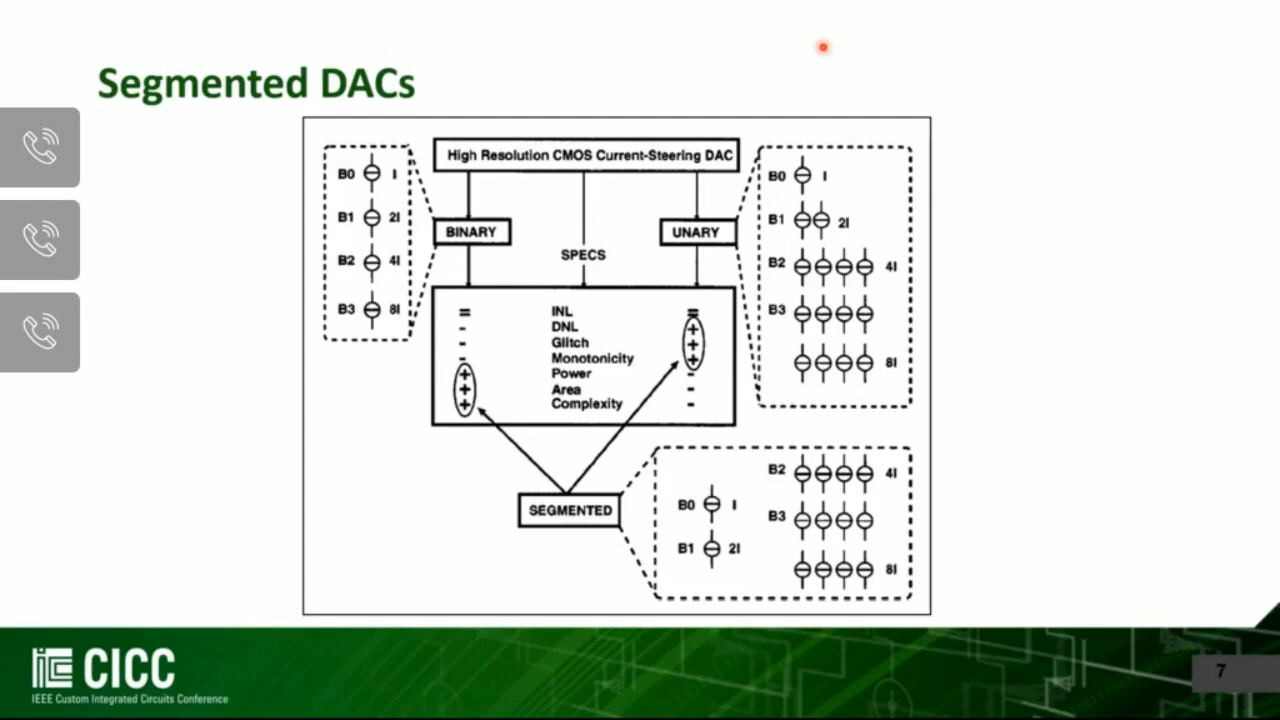 Segmented DACs
High Resolution CMOS Current-Steering DAC
B0 I
B1 2I
B2 4I
B3 8I
BINARY
SPECS
UNARY
B0 I
B1 2I
B2 4I
B3
8I
= INL =
- DNL +
- Glitch +
- Monotonicity +
+ Power -
+ Area -
+ Complexity -
SEGMENTED
B0 I
B1 2I
B2 4I
B3
8I
CICC
IEEE Custom Integrated Circuits Conference
7